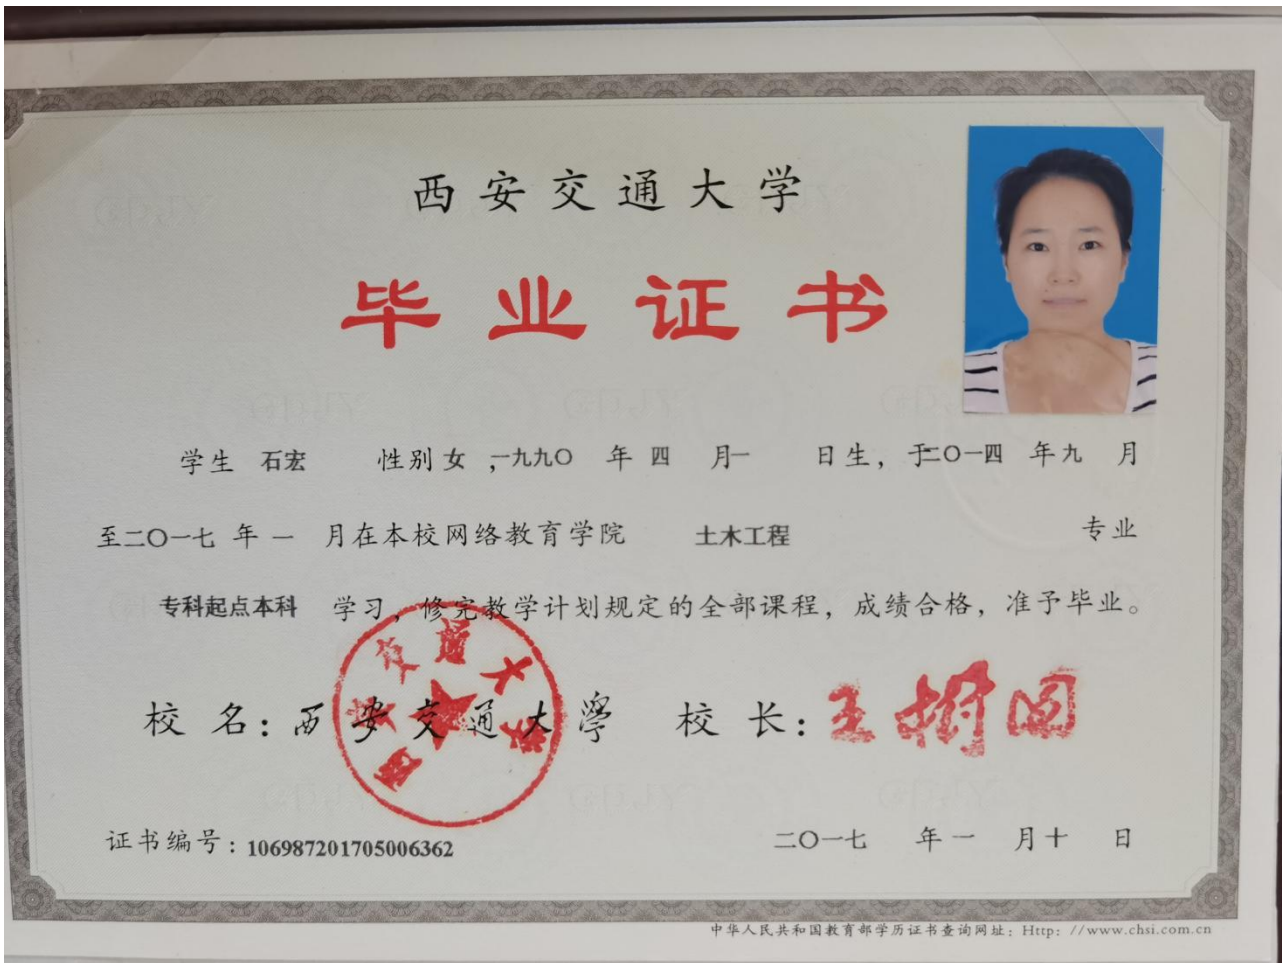 西安交通大学
毕业证书
学生 石宏 性别 女 ,一九九〇 年 四 月一 日生，于二〇一四 年九 月
至二〇一七 年 一 月在本校网络教育学院 土木工程 专业
专科起点本科 学习，修完教学计划规定的全部课程，成绩合格，准予毕业。
校 名：西安交通大學 校 长：王树国
西安交通大学
证书编号：106987201705006362 二〇一七 年 一 月十 日
中华人民共和国教育部学历证书查询网址：Http：//www.chsi.com.cn